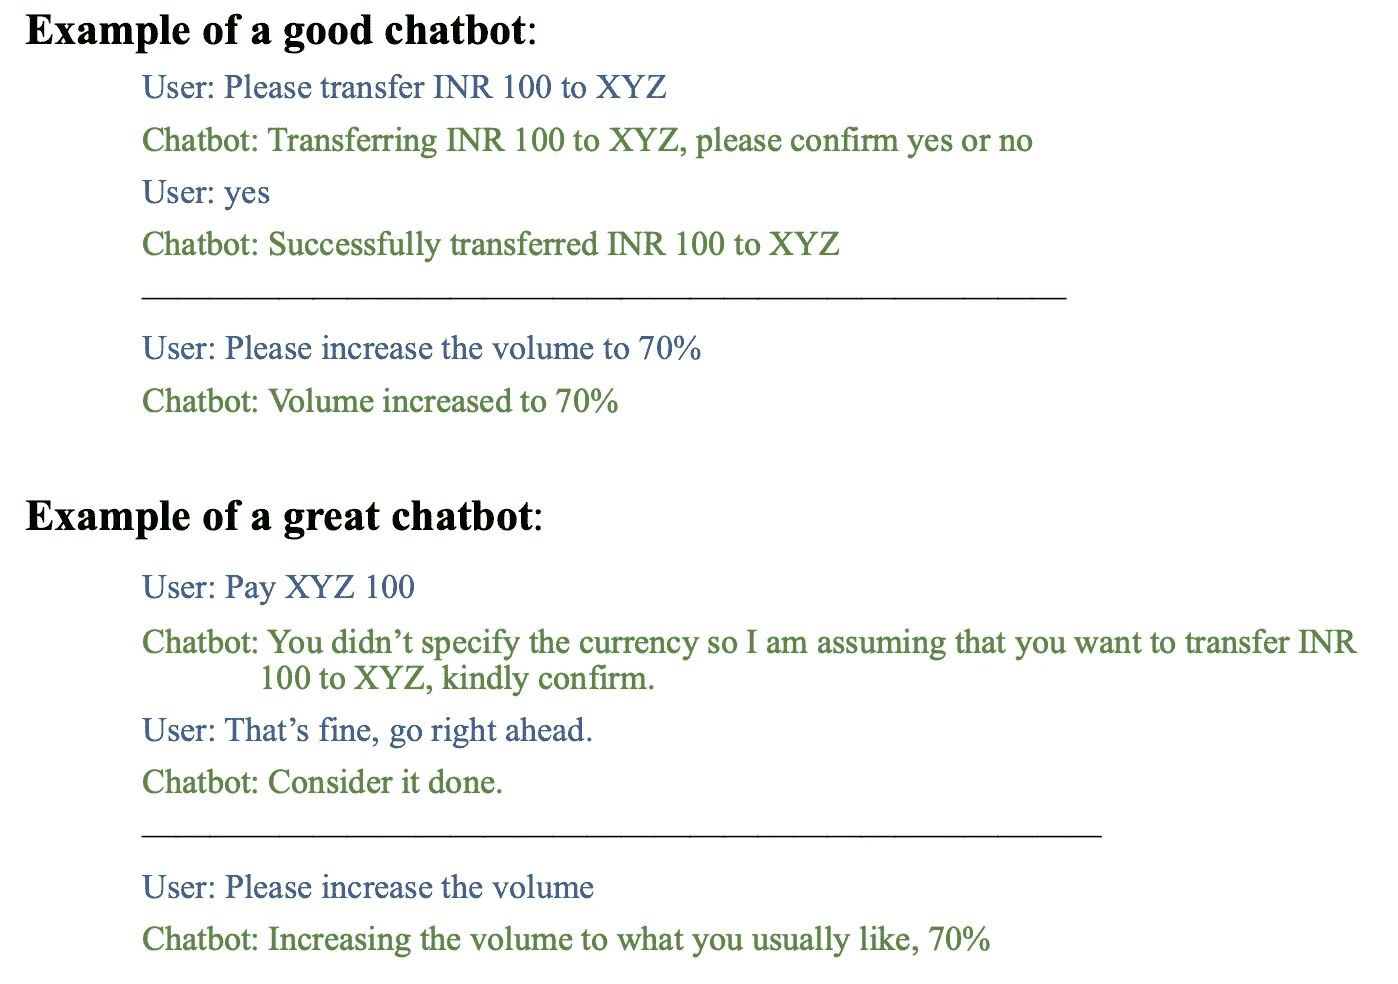 Example of a good chatbot:
User: Please transfer INR 100 to XYZ
Chatbot: Transferring INR 100 to XYZ, please confirm yes or no
User: yes
Chatbot: Successfully transferred INR 100 to XYZ
User: Please increase the volume to 70%
Chatbot: Volume increased to 70%
Example of a great chatbot:
User: Pay XYZ 100
Chatbot: You didn’t specify the currency so I am assuming that you want to transfer INR
100 to XYZ, kindly confirm.
User: That’s fine, go right ahead.
Chatbot: Consider it done.
User: Please increase the volume
Chatbot: Increasing the volume to what you usually like, 70%